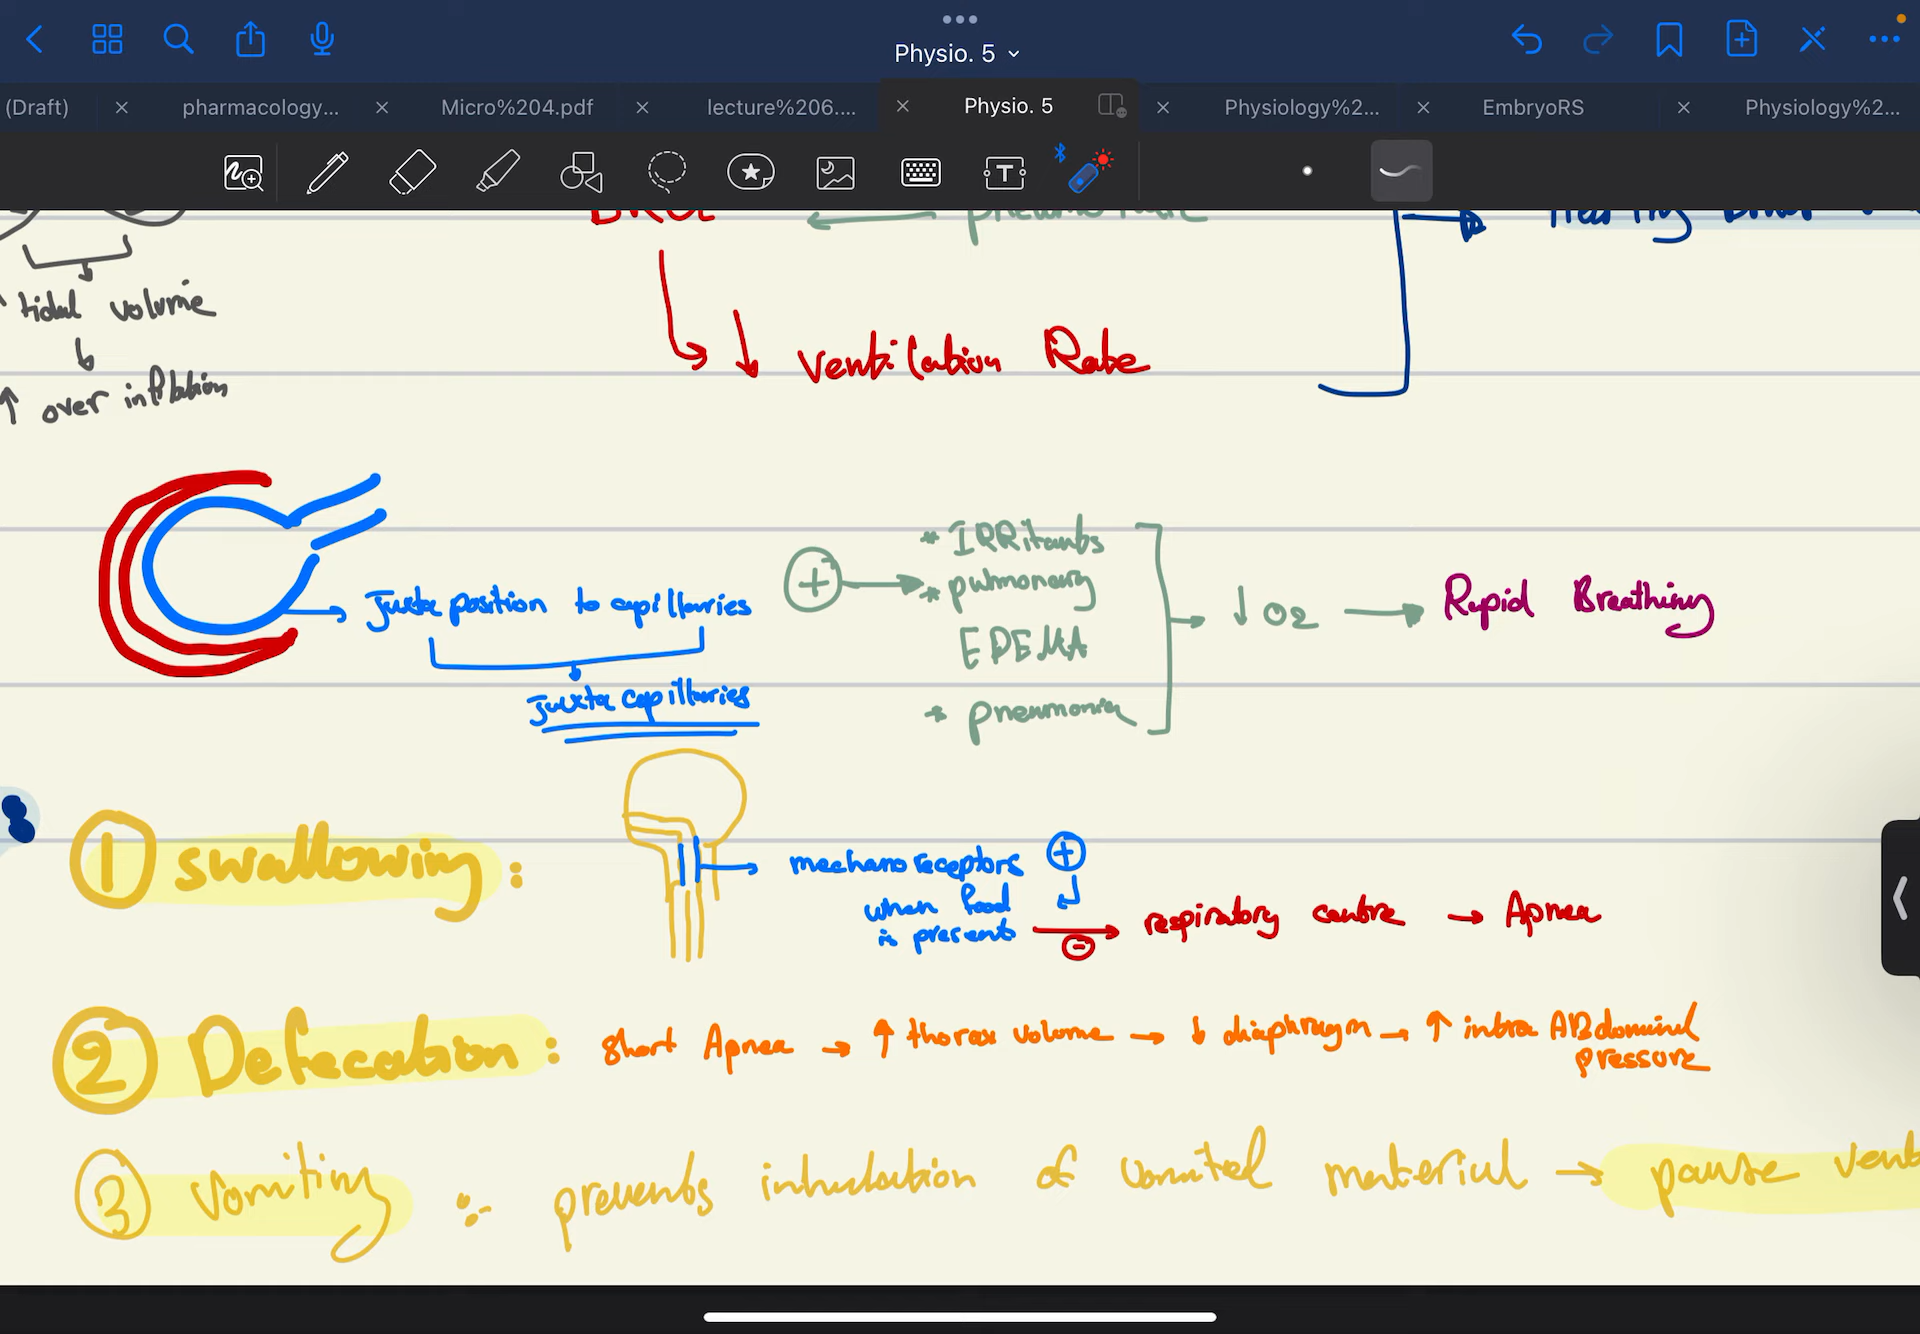 Physio. 5
(Draft)
pharmacology...
Micro%204.pdf
lecture%206....
Physio. 5
Physiology%2...
EmbryoRS
Physiology%2...
tidal volume
↑ over inflation
↓ ventilation Rate
Juxta position to capillaries
Juxta capillaries
+ → * IRRitants
* pulmonary
EDEMA
* pneumonia
→ ↓ O2 → Rapid Breathing
① swallowing:
mechanoreceptors +
when food
is present
- → respiratory centre → Apnea
② Defecation: short Apnea → ↑ thorax volume → ↓ diaphragm → ↑ intra ABdominal
pressure
③ vomiting :- prevents inhalation of vomited material → pause vent